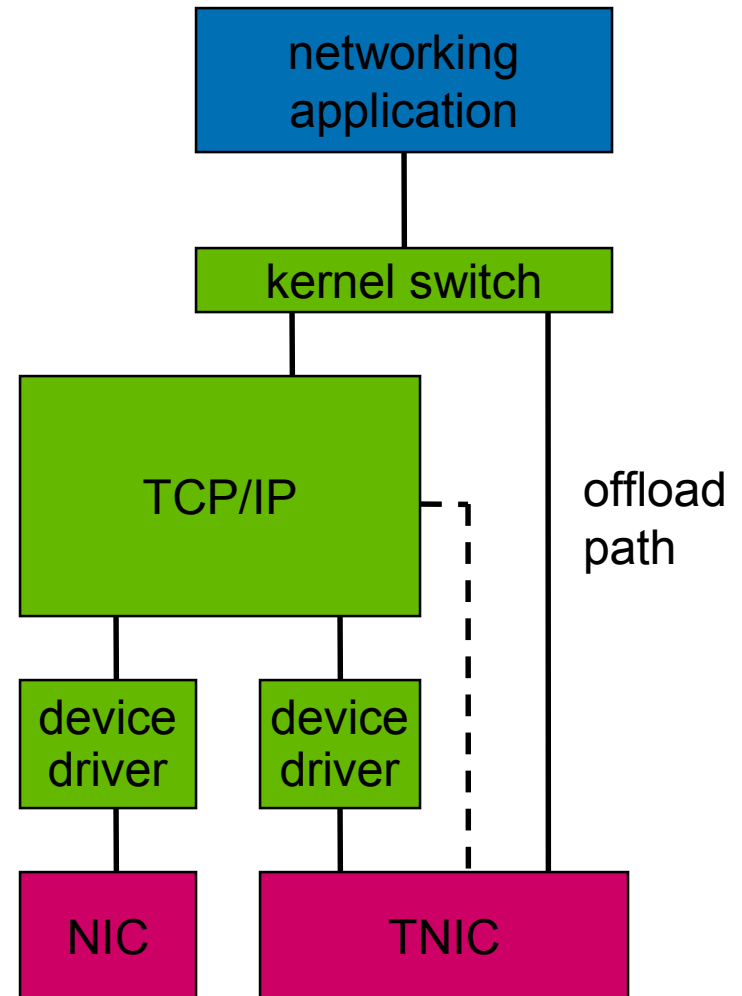 networking
application
kernel switch
TCP/IP
offload
path
device
driver
device
driver
NIC
TNIC